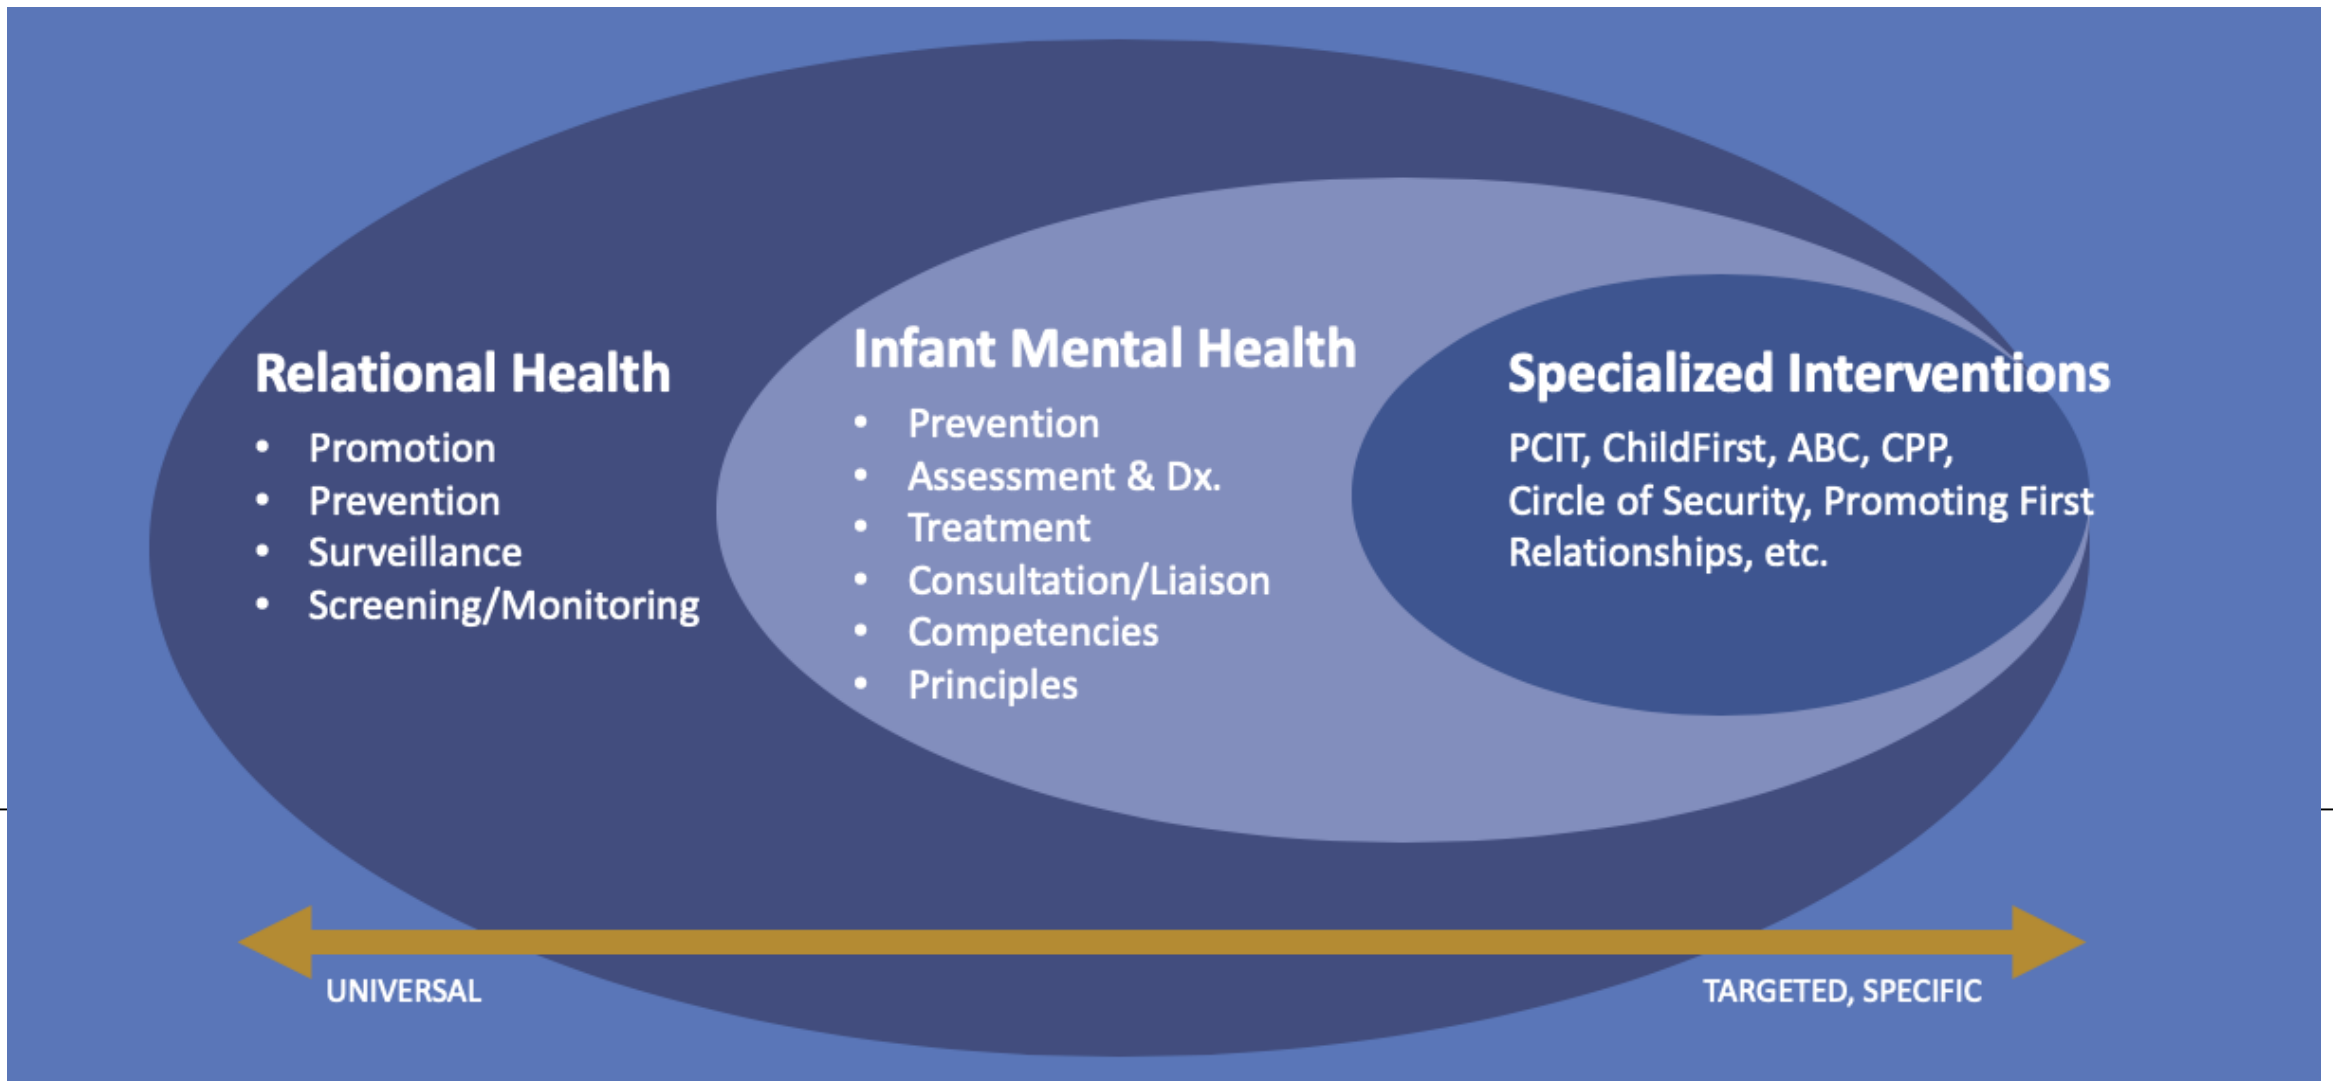 Relational Health
• Promotion
• Prevention
• Surveillance
• Screening/Monitoring
Infant Mental Health
• Prevention
• Assessment & Dx.
• Treatment
• Consultation/Liaison
• Competencies
• Principles
Specialized Interventions
PCIT, ChildFirst, ABC, CPP,
Circle of Security, Promoting First
Relationships, etc.
UNIVERSAL
TARGETED, SPECIFIC